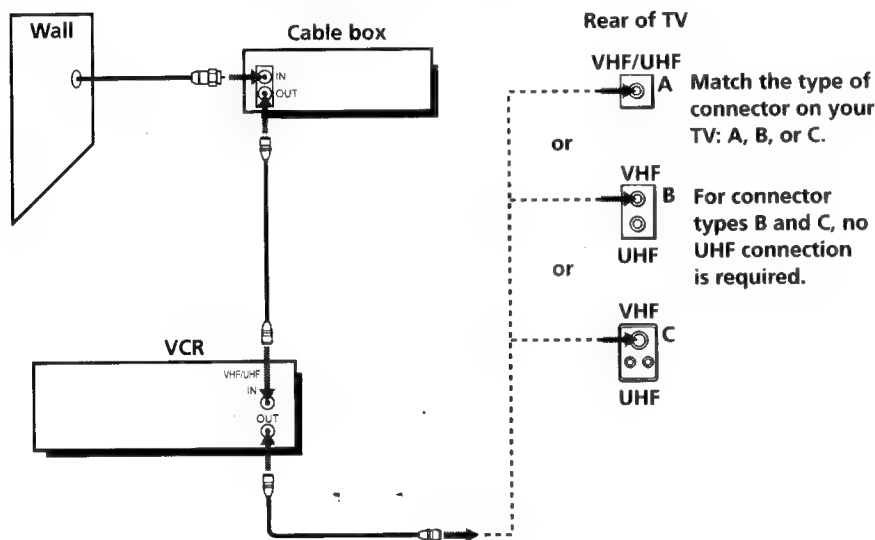 Wall
Cable box
IN
OUT
Rear of TV
VHF/UHF
A
Match the type of
connector on your
TV: A, B, or C.
or
VHF
B
For connector
types B and C, no
UHF connection
is required.
UHF
or
VHF
C
UHF
VCR
VHF/UHF
IN
OUT